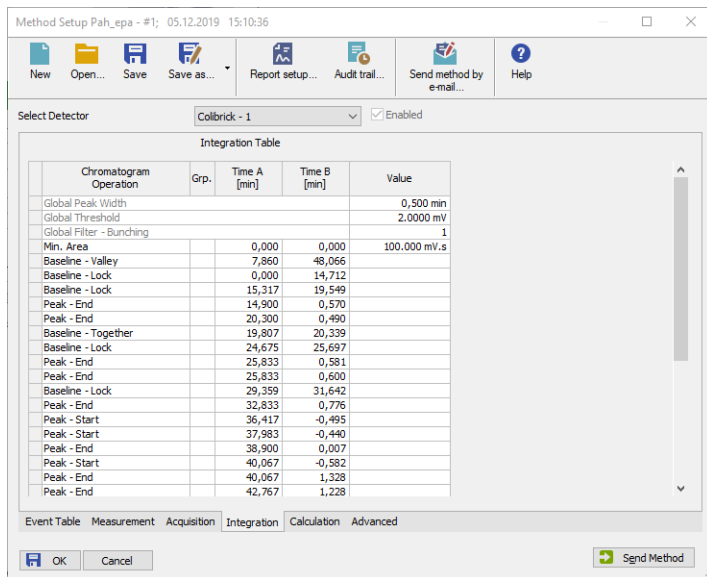 Method Setup Pah_epa - #1; 05.12.2019 15:10:36
New Open... Save Save as... Report setup... Audit trail... Send method by e-mail... Help
Select Detector Colibrick - 1 Enabled
Integration Table
Chromatogram Operation Grp. Time A [min] Time B [min] Value
Global Peak Width 0,500 min
Global Threshold 2.0000 mV
Global Filter - Bunching 1
Min. Area 0,000 0,000 100.000 mV.s
Baseline - Valley 7,860 48,066
Baseline - Lock 0,000 14,712
Baseline - Lock 15,317 19,549
Peak - End 14,900 0,570
Peak - End 20,300 0,490
Baseline - Together 19,807 20,339
Baseline - Lock 24,675 25,697
Peak - End 25,833 0,581
Peak - End 25,833 0,600
Baseline - Lock 29,359 31,642
Peak - End 32,833 0,776
Peak - Start 36,417 -0,495
Peak - Start 37,983 -0,440
Peak - End 38,900 0,007
Peak - Start 40,067 -0,582
Peak - End 40,067 1,328
Peak - End 42,767 1,228
Event Table Measurement Acquisition Integration Calculation Advanced
OK Cancel Send Method